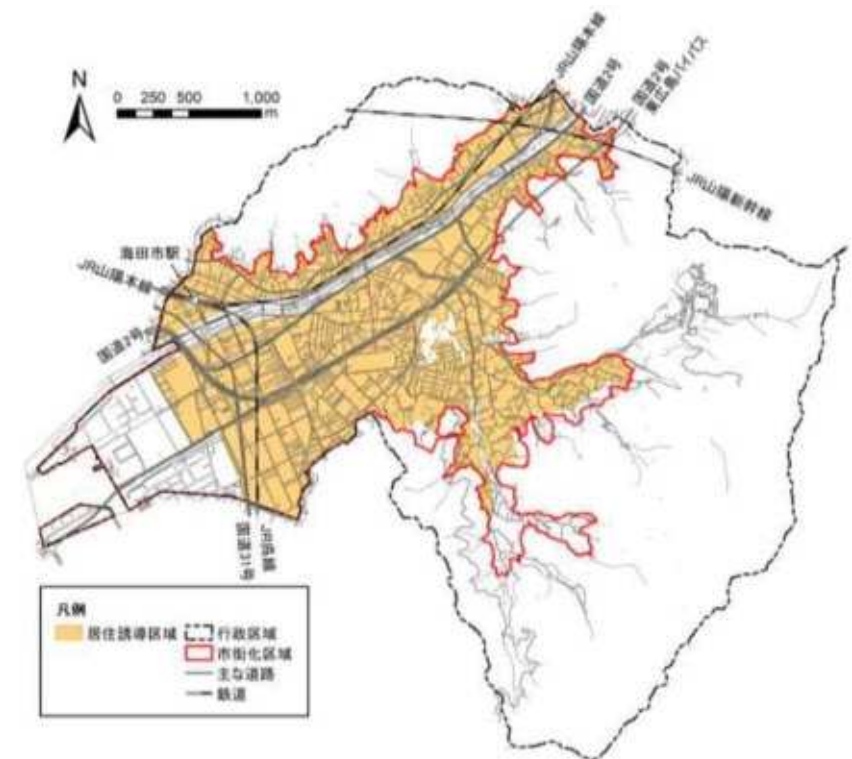 N
0 250 500 1,000
m
JR山陽本線
国道2号
国道2号
東広島バイパス
JR山陽新幹線
海田市駅
JR山陽本線
国道2号
国道31号
JR呉線
凡例
居住誘導区域
行政区域
市街化区域
主な道路
鉄道